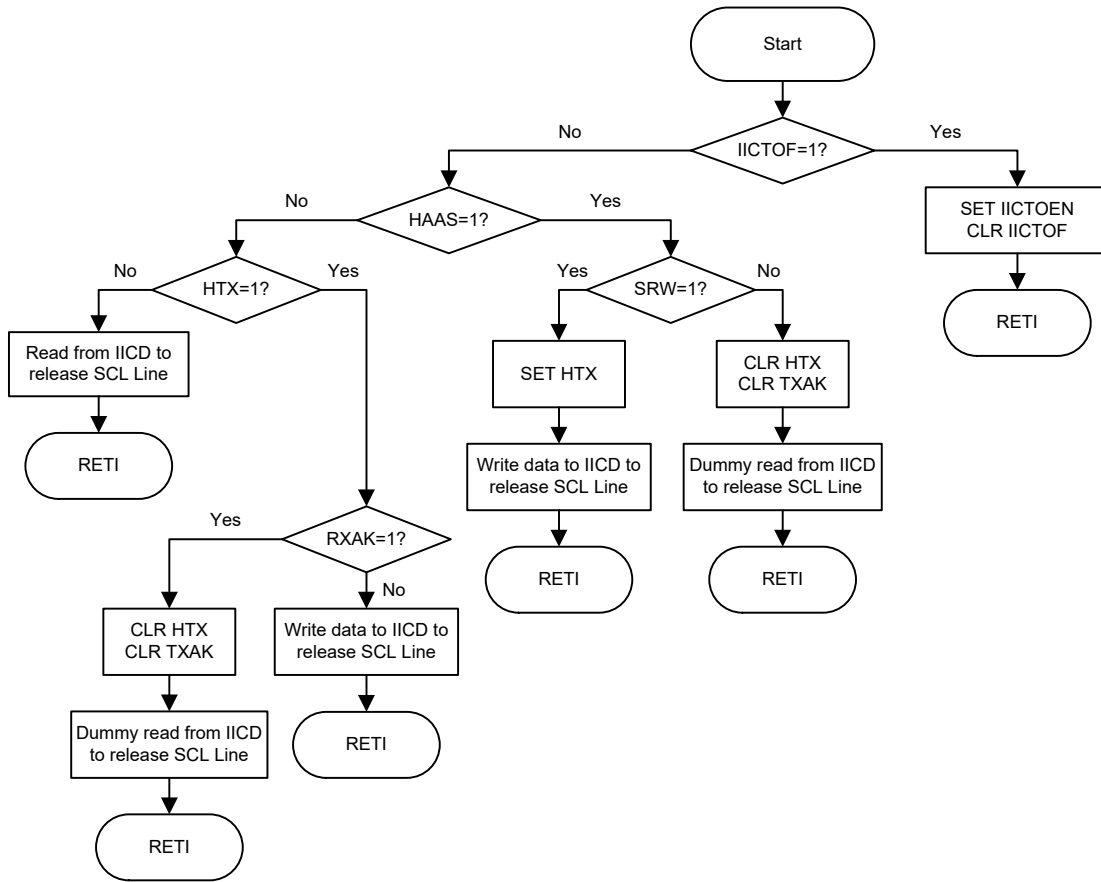 Start
No
Yes
IICTOF=1?
SET IICTOEN
CLR IICTOF
No
Yes
HAAS=1?
RETI
No
Yes
HTX=1?
Yes
No
SRW=1?
Read from IICD to
release SCL Line
SET HTX
CLR HTX
CLR TXAK
RETI
Write data to IICD to
release SCL Line
Dummy read from IICD
to release SCL Line
Yes
RXAK=1?
RETI
RETI
No
CLR HTX
CLR TXAK
Write data to IICD to
release SCL Line
Dummy read from IICD
to release SCL Line
RETI
RETI